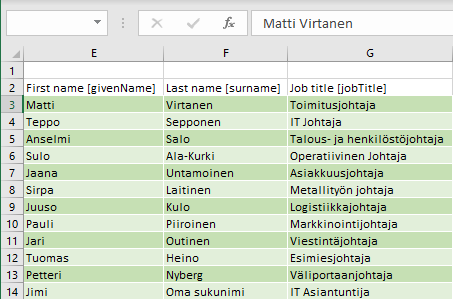 Matti Virtanen
E F G
1
2 First name [givenName] Last name [surname] Job title [jobTitle]
3 Matti Virtanen Toimitusjohtaja
4 Teppo Sepponen IT Johtaja
5 Anselmi Salo Talous- ja henkilöstöjohtaja
6 Sulo Ala-Kurki Operatiivinen Johtaja
7 Jaana Untamoinen Asiakkuusjohtaja
8 Sirpa Laitinen Metallityön johtaja
9 Juuso Kulo Logistiikkajohtaja
10 Pauli Piiroinen Markkinointijohtaja
11 Jari Outinen Viestintäjohtaja
12 Tuomas Heino Esimiesjohtaja
13 Petteri Nyberg Väliportaanjohtaja
14 Jimi Oma sukunimi IT Asiantuntija